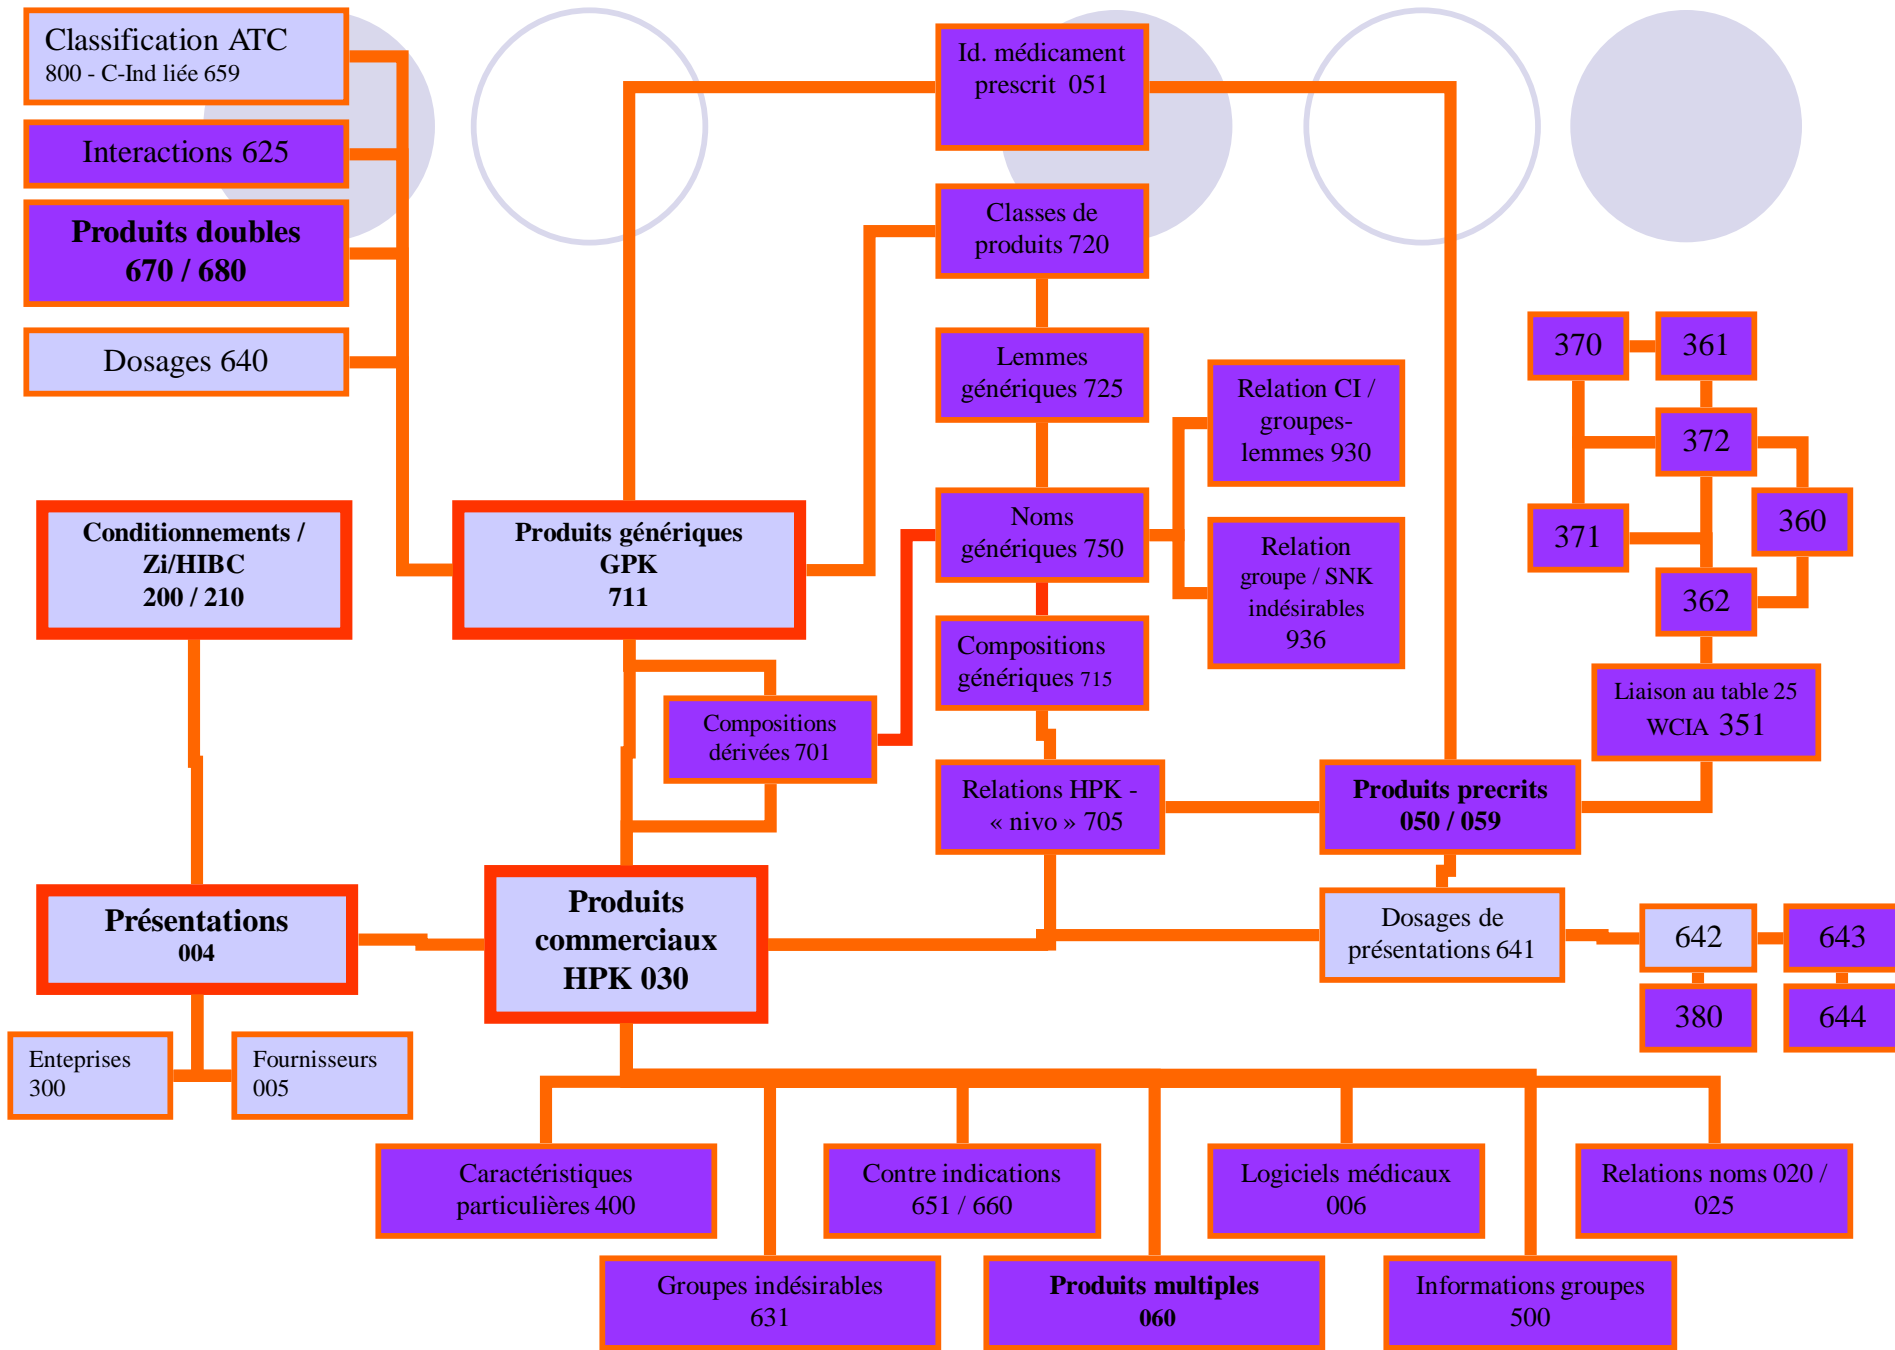 Classification ATC
800 - C-Ind liée 659
Interactions 625
Produits doubles
670 / 680
Dosages 640
Id. médicament
prescrit 051
Classes de
produits 720
Lemmes
génériques 725
Relation CI /
groupes-
lemmes 930
Noms
génériques 750
Relation
groupe / SNK
indésirables
936
Compositions
génériques 715
370
361
372
371
360
362
Liaison au table 25
WCIA 351
Conditionnements /
Zi/HIBC
200 / 210
Produits génériques
GPK
711
Compositions
dérivées 701
Relations HPK -
« nivo » 705
Produits precrits
050 / 059
Présentations
004
Produits
commerciaux
HPK 030
Dosages de
présentations 641
642
643
380
644
Enteprises
300
Fournisseurs
005
Caractéristiques
particulières 400
Contre indications
651 / 660
Logiciels médicaux
006
Relations noms 020 /
025
Groupes indésirables
631
Produits multiples
060
Informations groupes
500